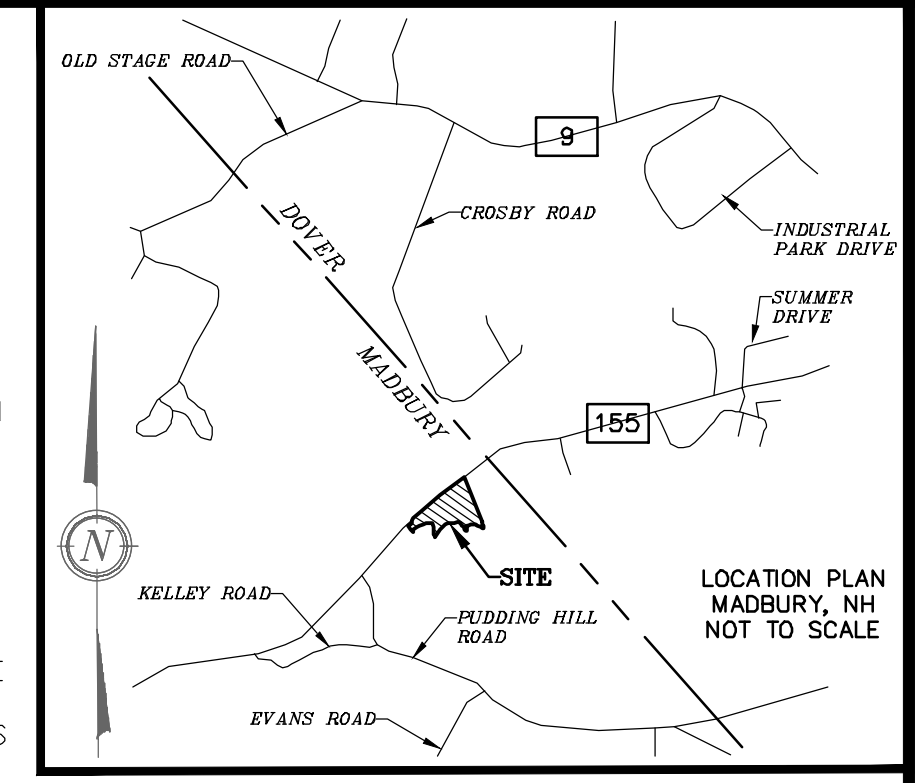 OLD STAGE ROAD
9
DOVER
CROSBY ROAD
INDUSTRIAL
PARK DRIVE
SUMMER
DRIVE
MADBURY
155
N
SITE
LOCATION PLAN
MADBURY, NH
NOT TO SCALE
KELLEY ROAD
PUDDING HILL
ROAD
EVANS ROAD